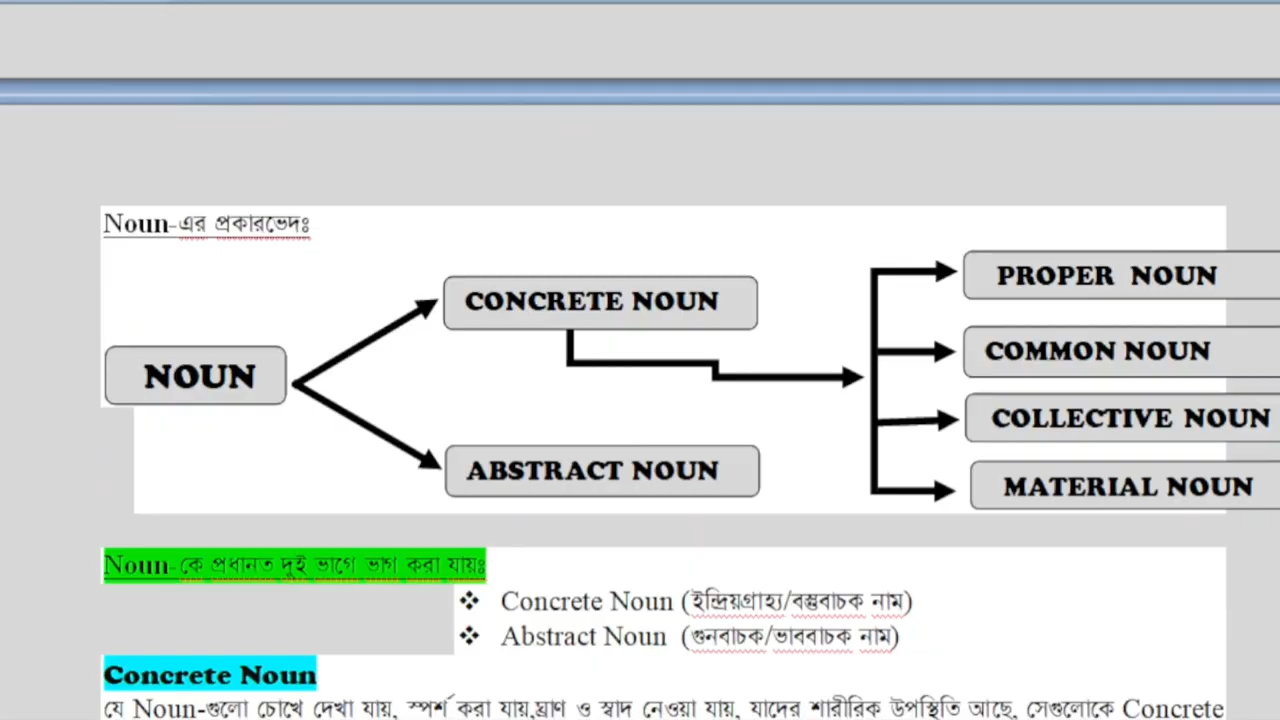 Noun-এর প্রকারভেদঃ
NOUN
CONCRETE NOUN
ABSTRACT NOUN
PROPER NOUN
COMMON NOUN
COLLECTIVE NOUN
MATERIAL NOUN
Noun-কে প্রধানত দুই ভাগে ভাগ করা যায়ঃ
❖ Concrete Noun (ইন্দ্রিয়গ্রাহ্য/বস্তুবাচক নাম)
❖ Abstract Noun (গুনবাচক/ভাববাচক নাম)
Concrete Noun
যে Noun-গুলো চোখে দেখা যায়, স্পর্শ করা যায়,ঘ্রাণ ও স্বাদ নেওয়া যায়, যাদের শারীরিক উপস্থিতি আছে, সেগুলোকে Concrete